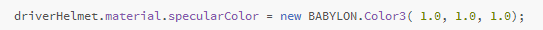 driverHelmet.material.specularColor = new BABYLON.Color3( 1.0, 1.0, 1.0);